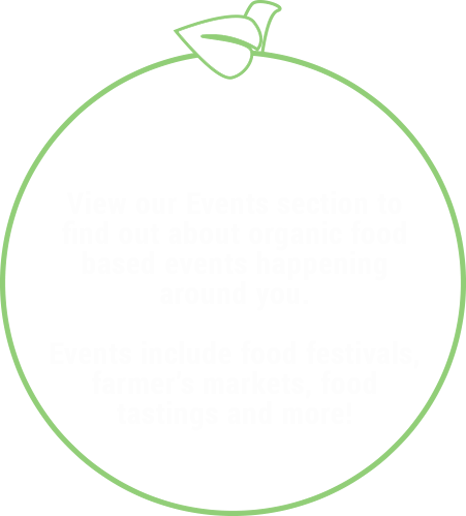 View our Events section to
find out about organic food
based events happening
around you.
Events include food festivals,
farmer's markets, food
tastings and more!